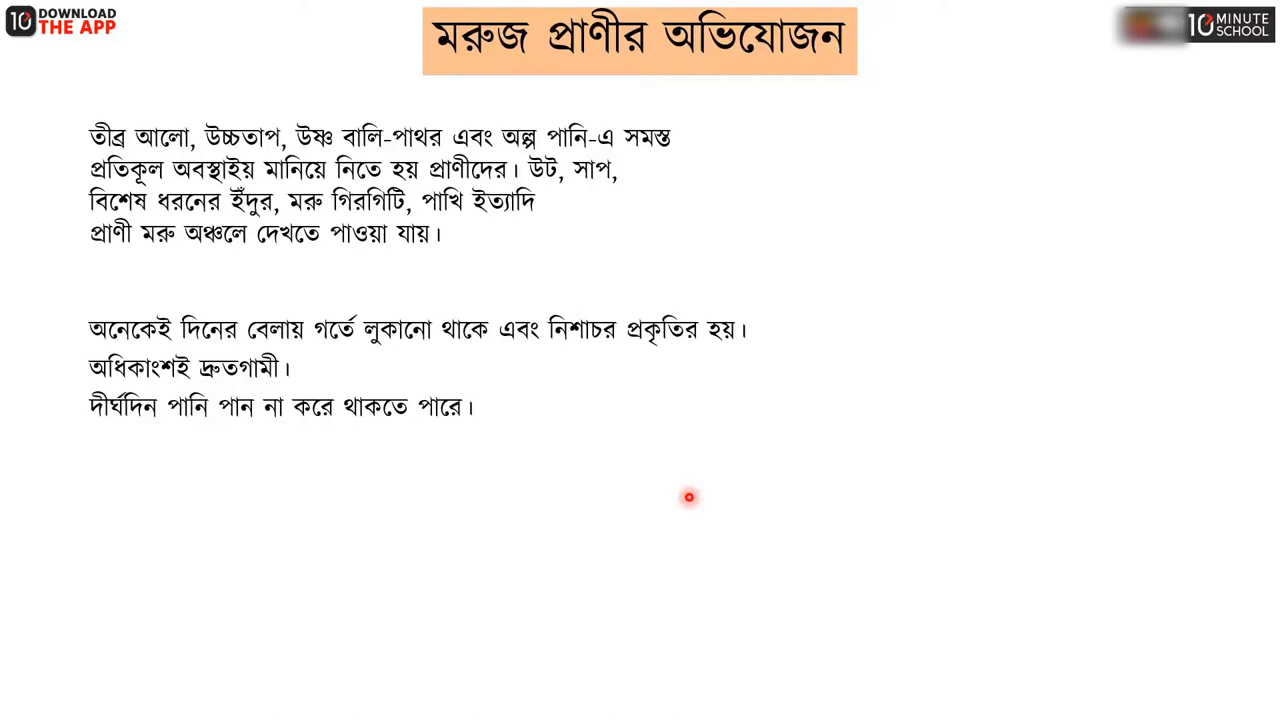 10 DOWNLOAD
THE APP
মরুজ প্রাণীর অভিযোজন
10 MINUTE
SCHOOL
তীব্র আলো, উচ্চতাপ, উষ্ণ বালি-পাথর এবং অল্প পানি-এ সমস্ত
প্রতিকূল অবস্থাইয় মানিয়ে নিতে হয় প্রাণীদের। উট, সাপ,
বিশেষ ধরনের ইঁদুর, মরু গিরগিটি, পাখি ইত্যাদি
প্রাণী মরু অঞ্চলে দেখতে পাওয়া যায়।
অনেকেই দিনের বেলায় গর্তে লুকানো থাকে এবং নিশাচর প্রকৃতির হয়।
অধিকাংশই দ্রুতগামী।
দীর্ঘদিন পানি পান না করে থাকতে পারে।